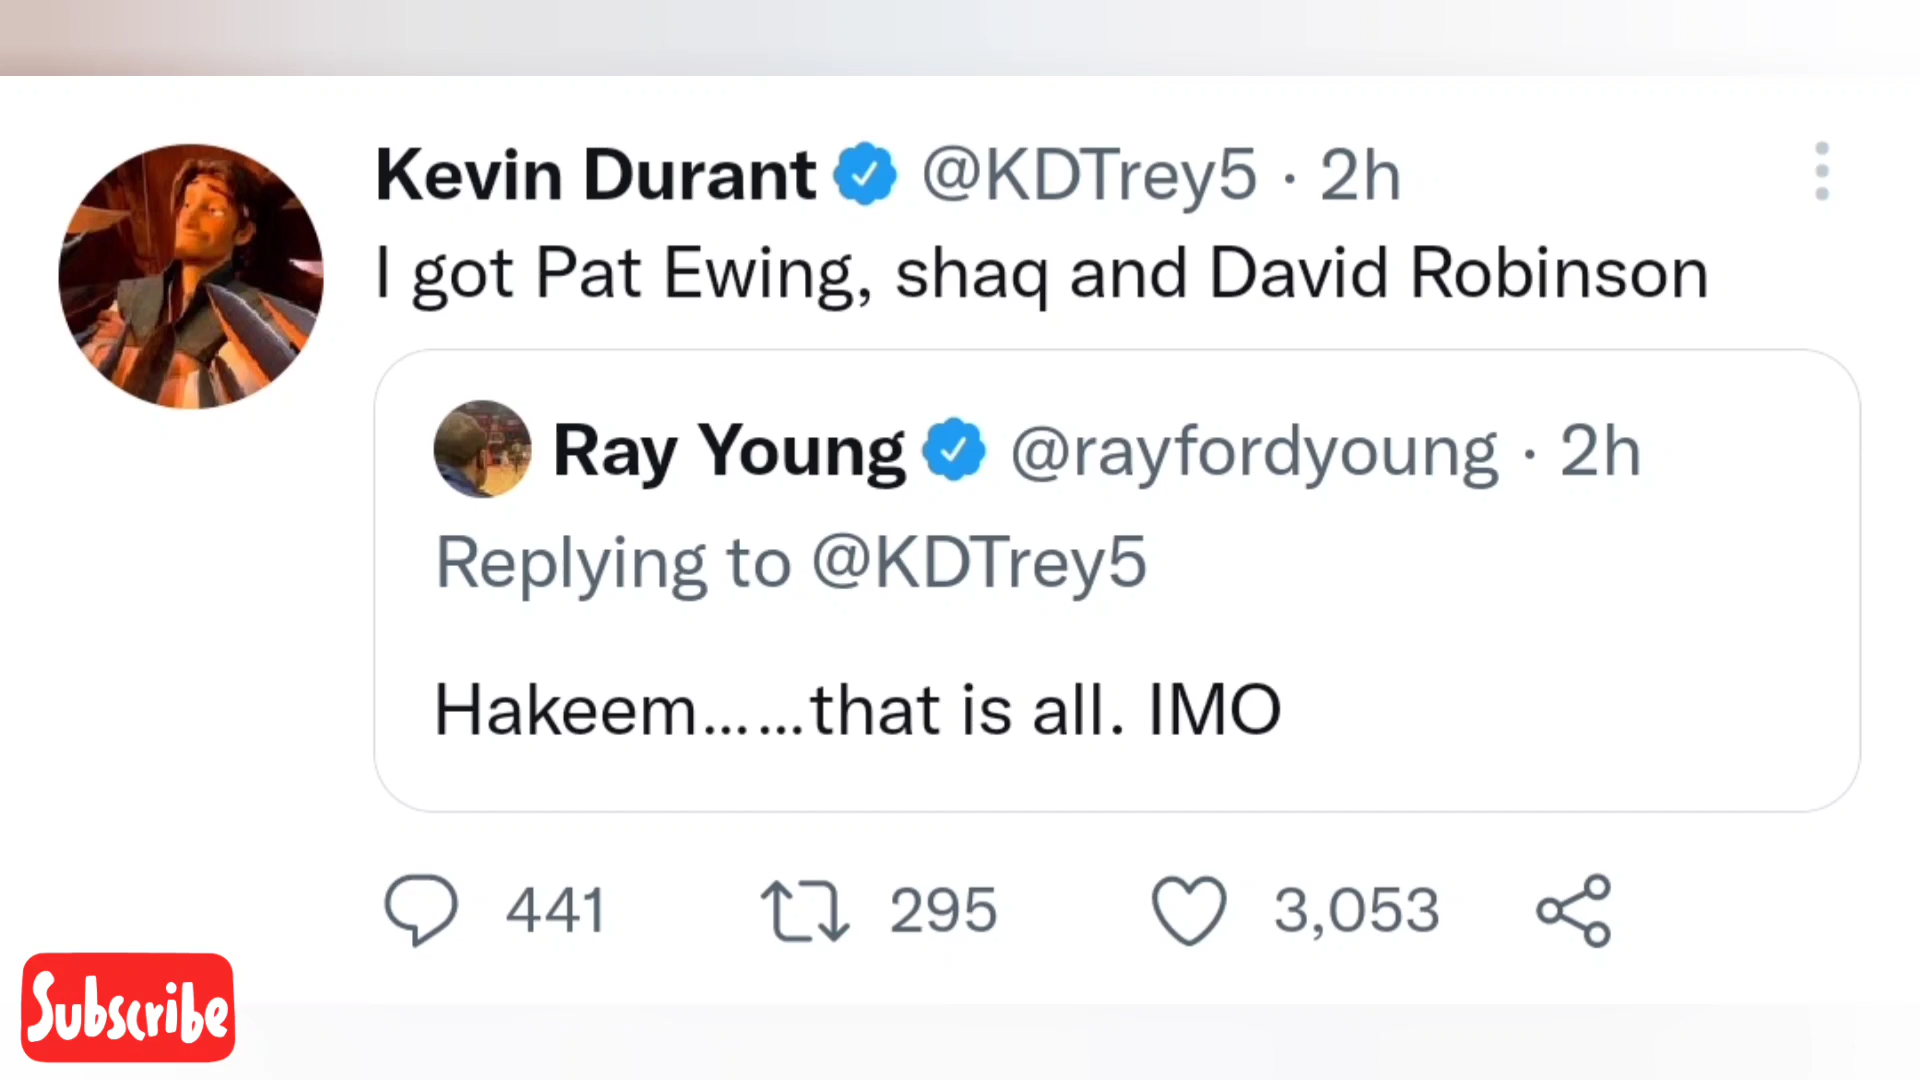 Kevin Durant @KDTrey5 · 2h
I got Pat Ewing, shaq and David Robinson
Ray Young @rayfordyoung · 2h
Replying to @KDTrey5
Hakeem......that is all. IMO
441 295 3,053
Subscribe